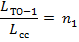 L_TO−1 / L_cc = n_1